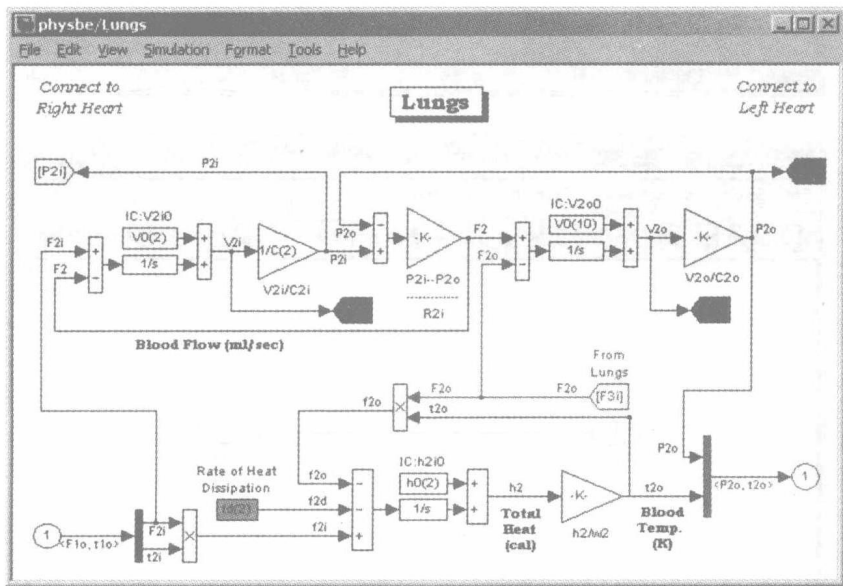 physbe/Lungs
File Edit View Simulation Format Tools Help
Connect to
Right Heart
Lungs
Connect to
Left Heart
[P2i]
P2i
IC:V2i0
V0(2)
1/s
F2i
F2
V2i
1/C(2)
V2i/C2i
P2o
P2i
-K-
P2i--P2o
R2i
F2
F2o
IC:V2o0
V0(10)
1/s
V2o
-K-
V2o/C2o
P2o
Blood Flow (ml/sec)
From
Lungs
[F3i]
F2o
F2o
t2o
f2o
P2o
Rate of Heat
Dissipation
f2o
f2d
f2i
IC:h2i0
h0(2)
1/s
h2
Total
Heat
(cal)
-K-
h2/w2
t2o
Blood
Temp.
(K)
<P2o, t2o>
1
1
<F1o, t1o>
F2i
t2i